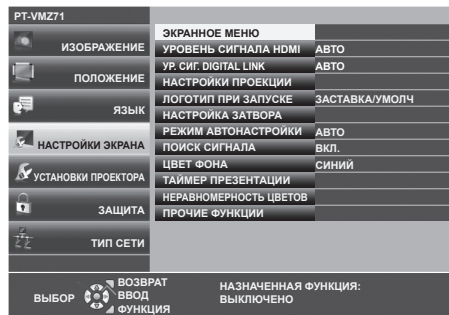 PT-VMZ71
ИЗОБРАЖЕНИЕ
ПОЛОЖЕНИЕ
ЯЗЫК
НАСТРОЙКИ ЭКРАНА
УСТАНОВКИ ПРОЕКТОРА
ЗАЩИТА
ТИП СЕТИ
ЭКРАННОЕ МЕНЮ
УРОВЕНЬ СИГНАЛА HDMI АВТО
УР. СИГ. DIGITAL LINK АВТО
НАСТРОЙКИ ПРОЕКЦИИ
ЛОГОТИП ПРИ ЗАПУСКЕ ЗАСТАВКА/УМОЛЧ
НАСТРОЙКА ЗАТВОРА
РЕЖИМ АВТОНАСТРОЙКИ АВТО
ПОИСК СИГНАЛА ВКЛ.
ЦВЕТ ФОНА СИНИЙ
ТАЙМЕР ПРЕЗЕНТАЦИИ
НЕРАВНОМЕРНОСТЬ ЦВЕТОВ
ПРОЧИЕ ФУНКЦИИ
ВЫБОР
ВОЗВРАТ
ВВОД
ФУНКЦИЯ
НАЗНАЧЕННАЯ ФУНКЦИЯ:
ВЫКЛЮЧЕНО